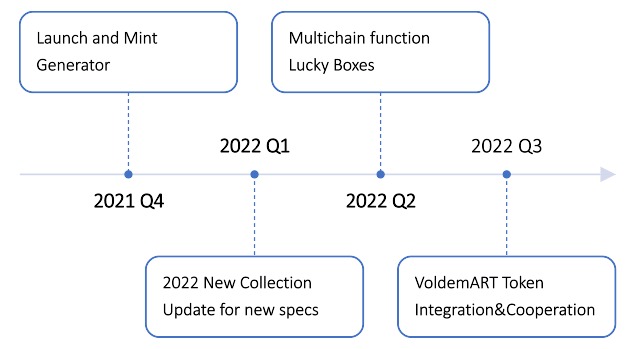 Launch and Mint
Generator
Multichain function
Lucky Boxes
2022 Q1
2022 Q3
2021 Q4
2022 Q2
2022 New Collection
Update for new specs
VoldemART Token
Integration&Cooperation